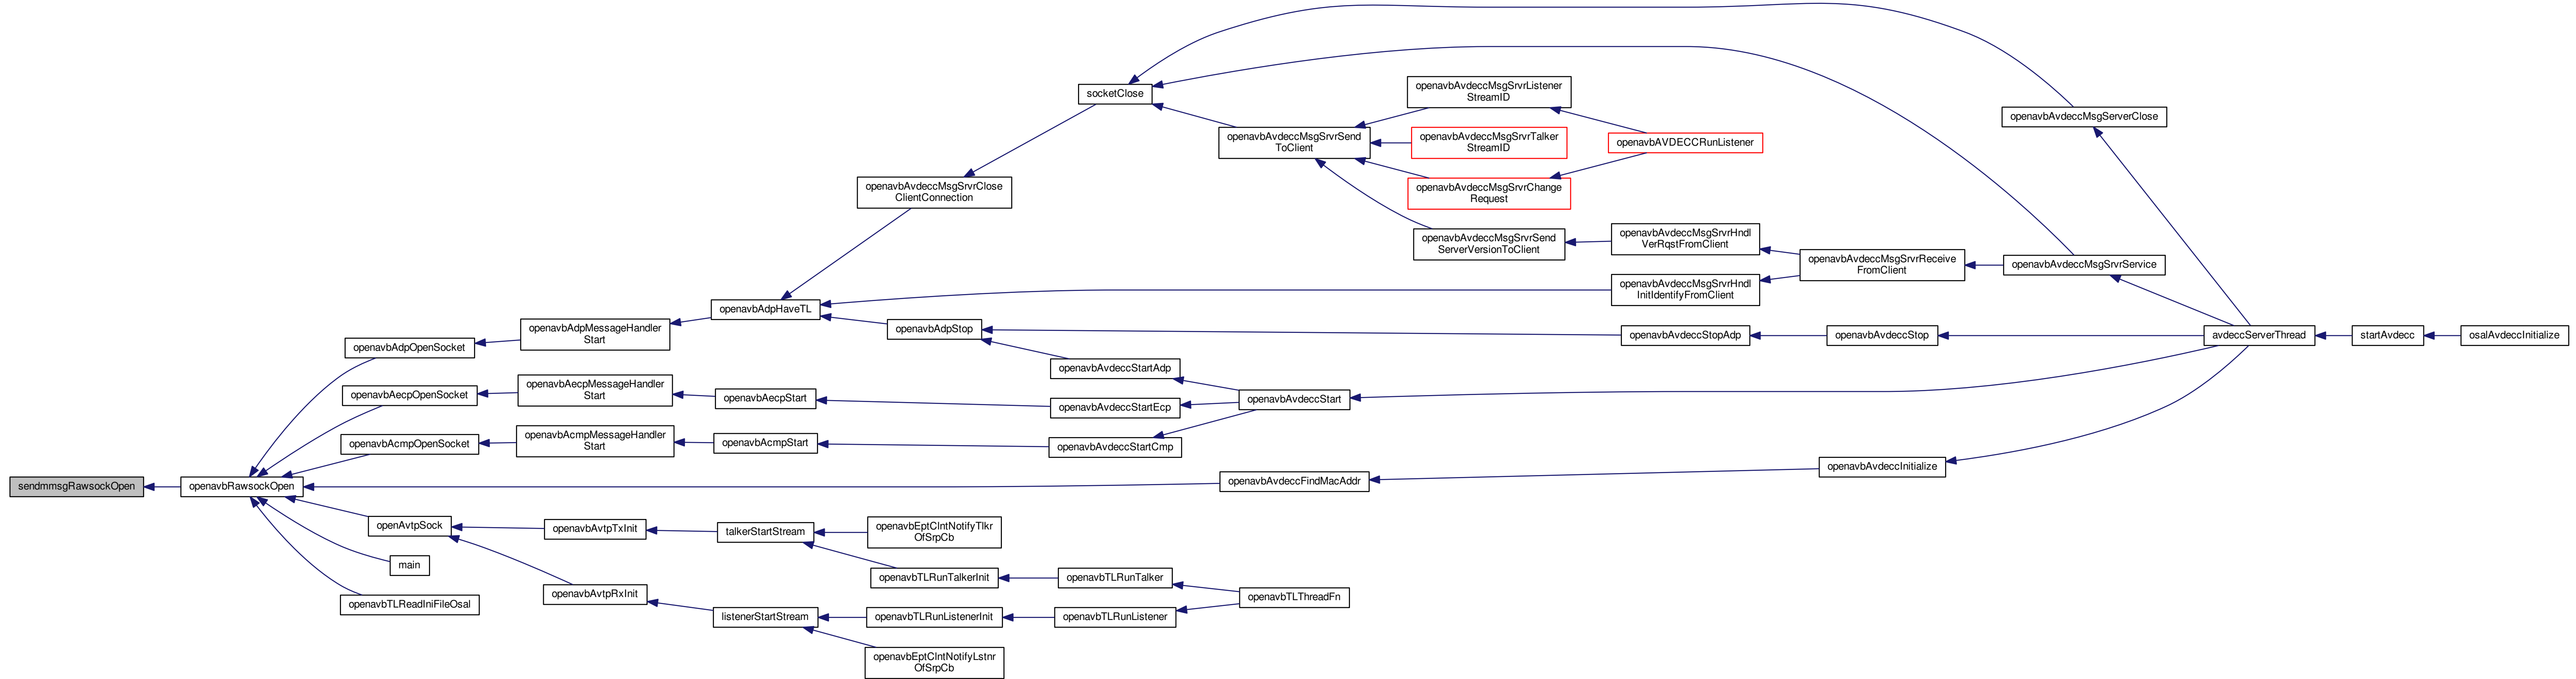 sendmmsgRawsockOpen
openavbRawsockOpen
openavbAdpOpenSocket
openavbAecpOpenSocket
openavbAcmpOpenSocket
openAvtpSock
main
openavbTLReadIniFileOsal
openavbAdpMessageHandler
Start
openavbAecpMessageHandler
Start
openavbAcmpMessageHandler
Start
openavbAvtpTxInit
openavbAvtpRxInit
openavbAdpHaveTL
openavbAecpStart
openavbAcmpStart
talkerStartStream
listenerStartStream
openavbAvdeccMsgSrvrClose
ClientConnection
openavbAdpStop
openavbEptClntNotifyTlkr
OfSrpCb
openavbTLRunTalkerInit
openavbTLRunListenerInit
openavbEptClntNotifyLstnr
OfSrpCb
socketClose
openavbAvdeccStartAdp
openavbAvdeccStartEcp
openavbAvdeccStartCmp
openavbTLRunTalker
openavbTLRunListener
openavbAvdeccMsgSrvrSend
ToClient
openavbAvdeccStart
openavbAvdeccFindMacAddr
openavbTLThreadFn
openavbAvdeccMsgSrvrListener
StreamID
openavbAvdeccMsgSrvrTalker
StreamID
openavbAvdeccMsgSrvrChange
Request
openavbAvdeccMsgSrvrSend
ServerVersionToClient
openavbAVDECCRunListener
openavbAvdeccMsgSrvrHndl
VerRqstFromClient
openavbAvdeccMsgSrvrHndl
InitIdentifyFromClient
openavbAvdeccStopAdp
openavbAvdeccMsgSrvrReceive
FromClient
openavbAvdeccStop
openavbAvdeccInitialize
openavbAvdeccMsgServerClose
openavbAvdeccMsgSrvrService
avdeccServerThread
startAvdecc
osalAvdeccInitialize